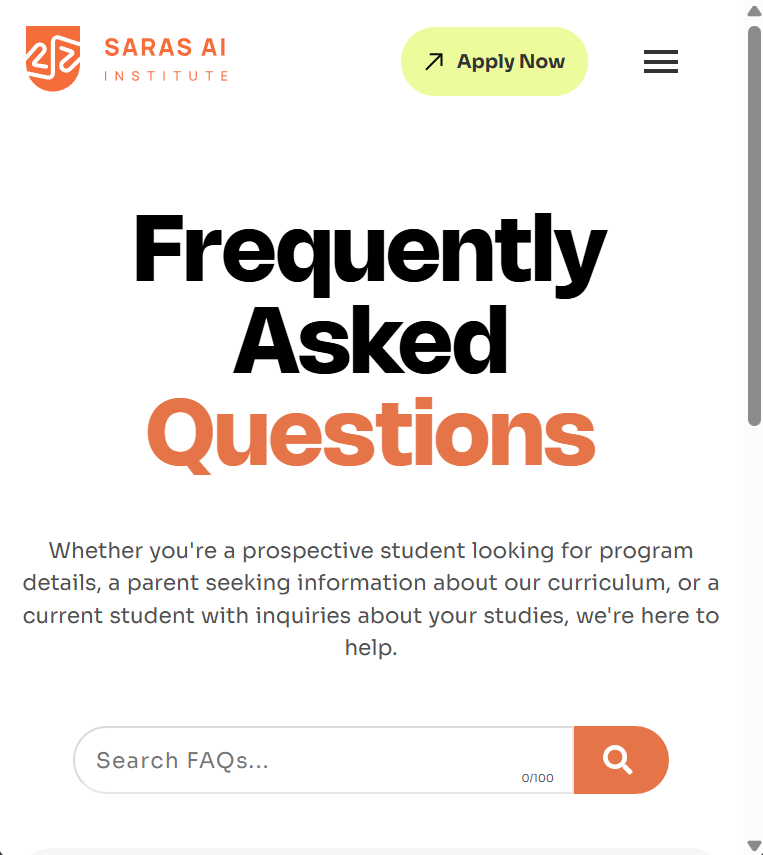 SARAS AI
INSTITUTE
Apply Now
Frequently
Asked
Questions
Whether you're a prospective student looking for program
details, a parent seeking information about our curriculum, or a
current student with inquiries about your studies, we're here to
help.
Search FAQs...
0/100